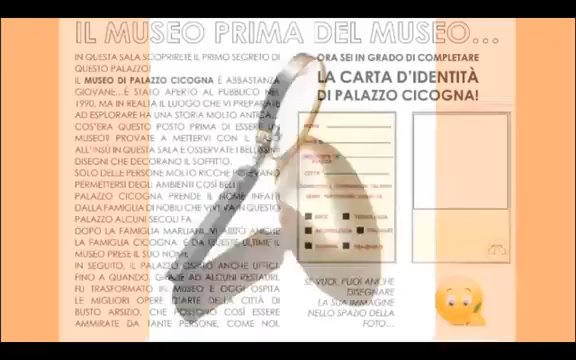 IL MUSEO PRIMA DEL MUSEO...
IN QUESTA SALA SCOPRIRETE IL PRIMO SEGRETO DI
QUESTO PALAZZO!
IL MUSEO DI PALAZZO CICOGNA È ABBASTANZA
GIOVANE...È STATO APERTO AL PUBBLICO NEL
1990, MA IN REALTÀ IL LUOGO CHE VI PREPARATE
AD ESPLORARE HA UNA STORIA MOLTO
COS'ERA QUESTO POSTO PRIMA DI ESSERE UN
MUSEO? PROVATE A METTERVI CON IL NASO
ALL'INSÙ IN QUESTA SALA E OSSERVATE I
DISEGNI CHE DECORANO IL SOFFITTO.
SOLO DELLE PERSONE MOLTO RICCHE POTEVANO
PERMETTERSI DEGLI AMBIENTI COSÌ
PALAZZO CICOGNA PRENDE IL NOME INFATTI
DALLA FAMIGLIA DI NOBILI CHE VIVEVA IN QUESTO
PALAZZO ALCUNI SECOLI FA.
DOPO LA FAMIGLIA MARLIANI, VI ABITÒ ANCHE
LA FAMIGLIA CICOGNA, E DA QUESTE ULTIME IL
MUSEO PRESE IL SUO NOME.
IN SEGUITO, IL PALAZZO OSPITÒ ANCHE UFFICI
FINO A QUANDO, GRAZIE AD ALCUNI RESTAURI,
FU TRASFORMATO IN MUSEO E OGGI OSPITA
LE MIGLIORI OPERE D'ARTE DELLA CITTÀ DI
BUSTO ARSIZIO, CHE POSSONO COSÌ ESSERE
AMMIRATE DA TANTE PERSONE, COME NOI.
ORA SEI IN GRADO DI COMPLETARE
LA CARTA D'IDENTITÀ
DI PALAZZO CICOGNA!
SE VUOI, PUOI ANCHE
DISEGNARE
LA SUA IMMAGINE
NELLO SPAZIO DELLA
FOTO...